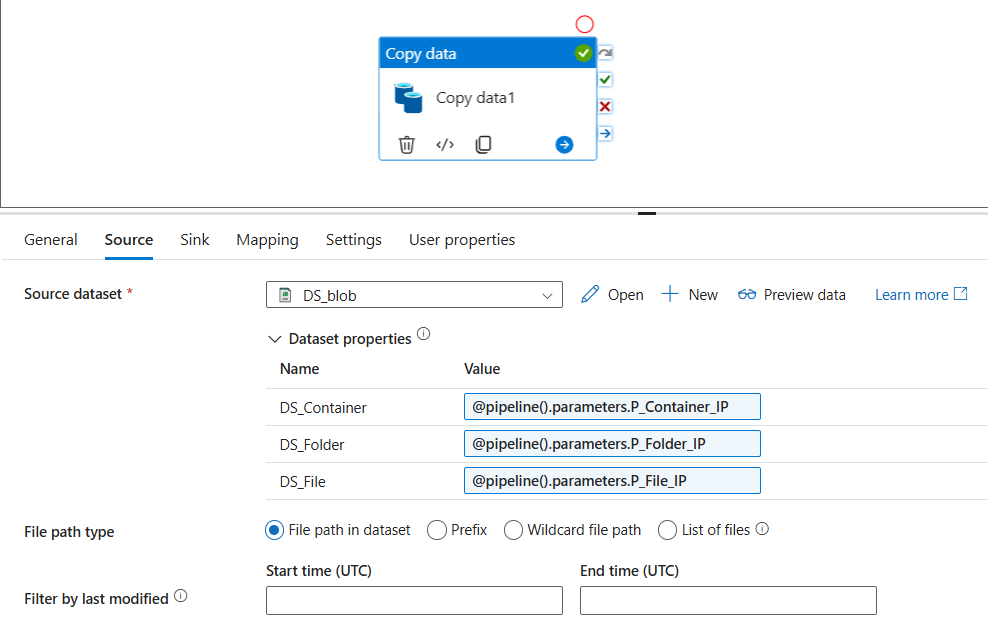 Copy data
Copy data1
General Source Sink Mapping Settings User properties
Source dataset * DS_blob Open New Preview data Learn more
Dataset properties
Name Value
DS_Container @pipeline().parameters.P_Container_IP
DS_Folder @pipeline().parameters.P_Folder_IP
DS_File @pipeline().parameters.P_File_IP
File path type File path in dataset Prefix Wildcard file path List of files
Start time (UTC) End time (UTC)
Filter by last modified